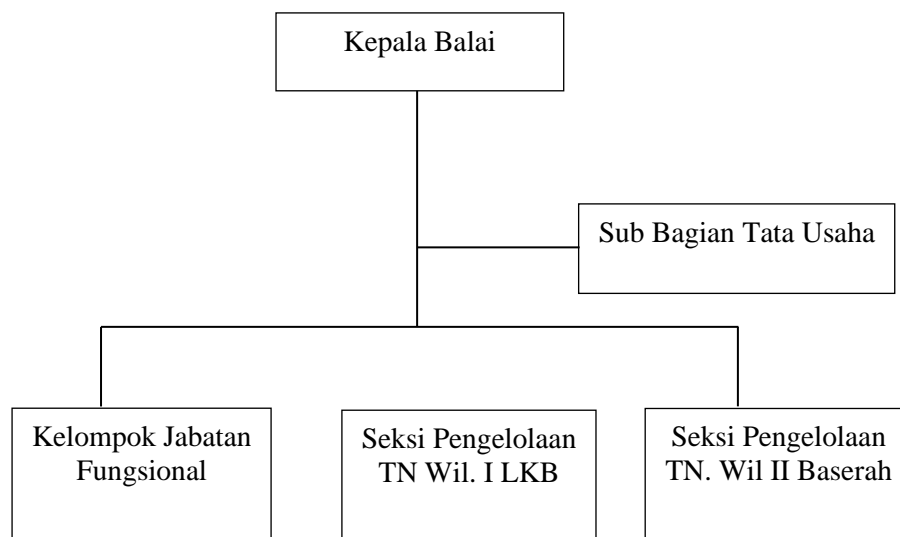 Kepala Balai
Sub Bagian Tata Usaha
Kelompok Jabatan
Fungsional
Seksi Pengelolaan
TN Wil. I LKB
Seksi Pengelolaan
TN. Wil II Baserah